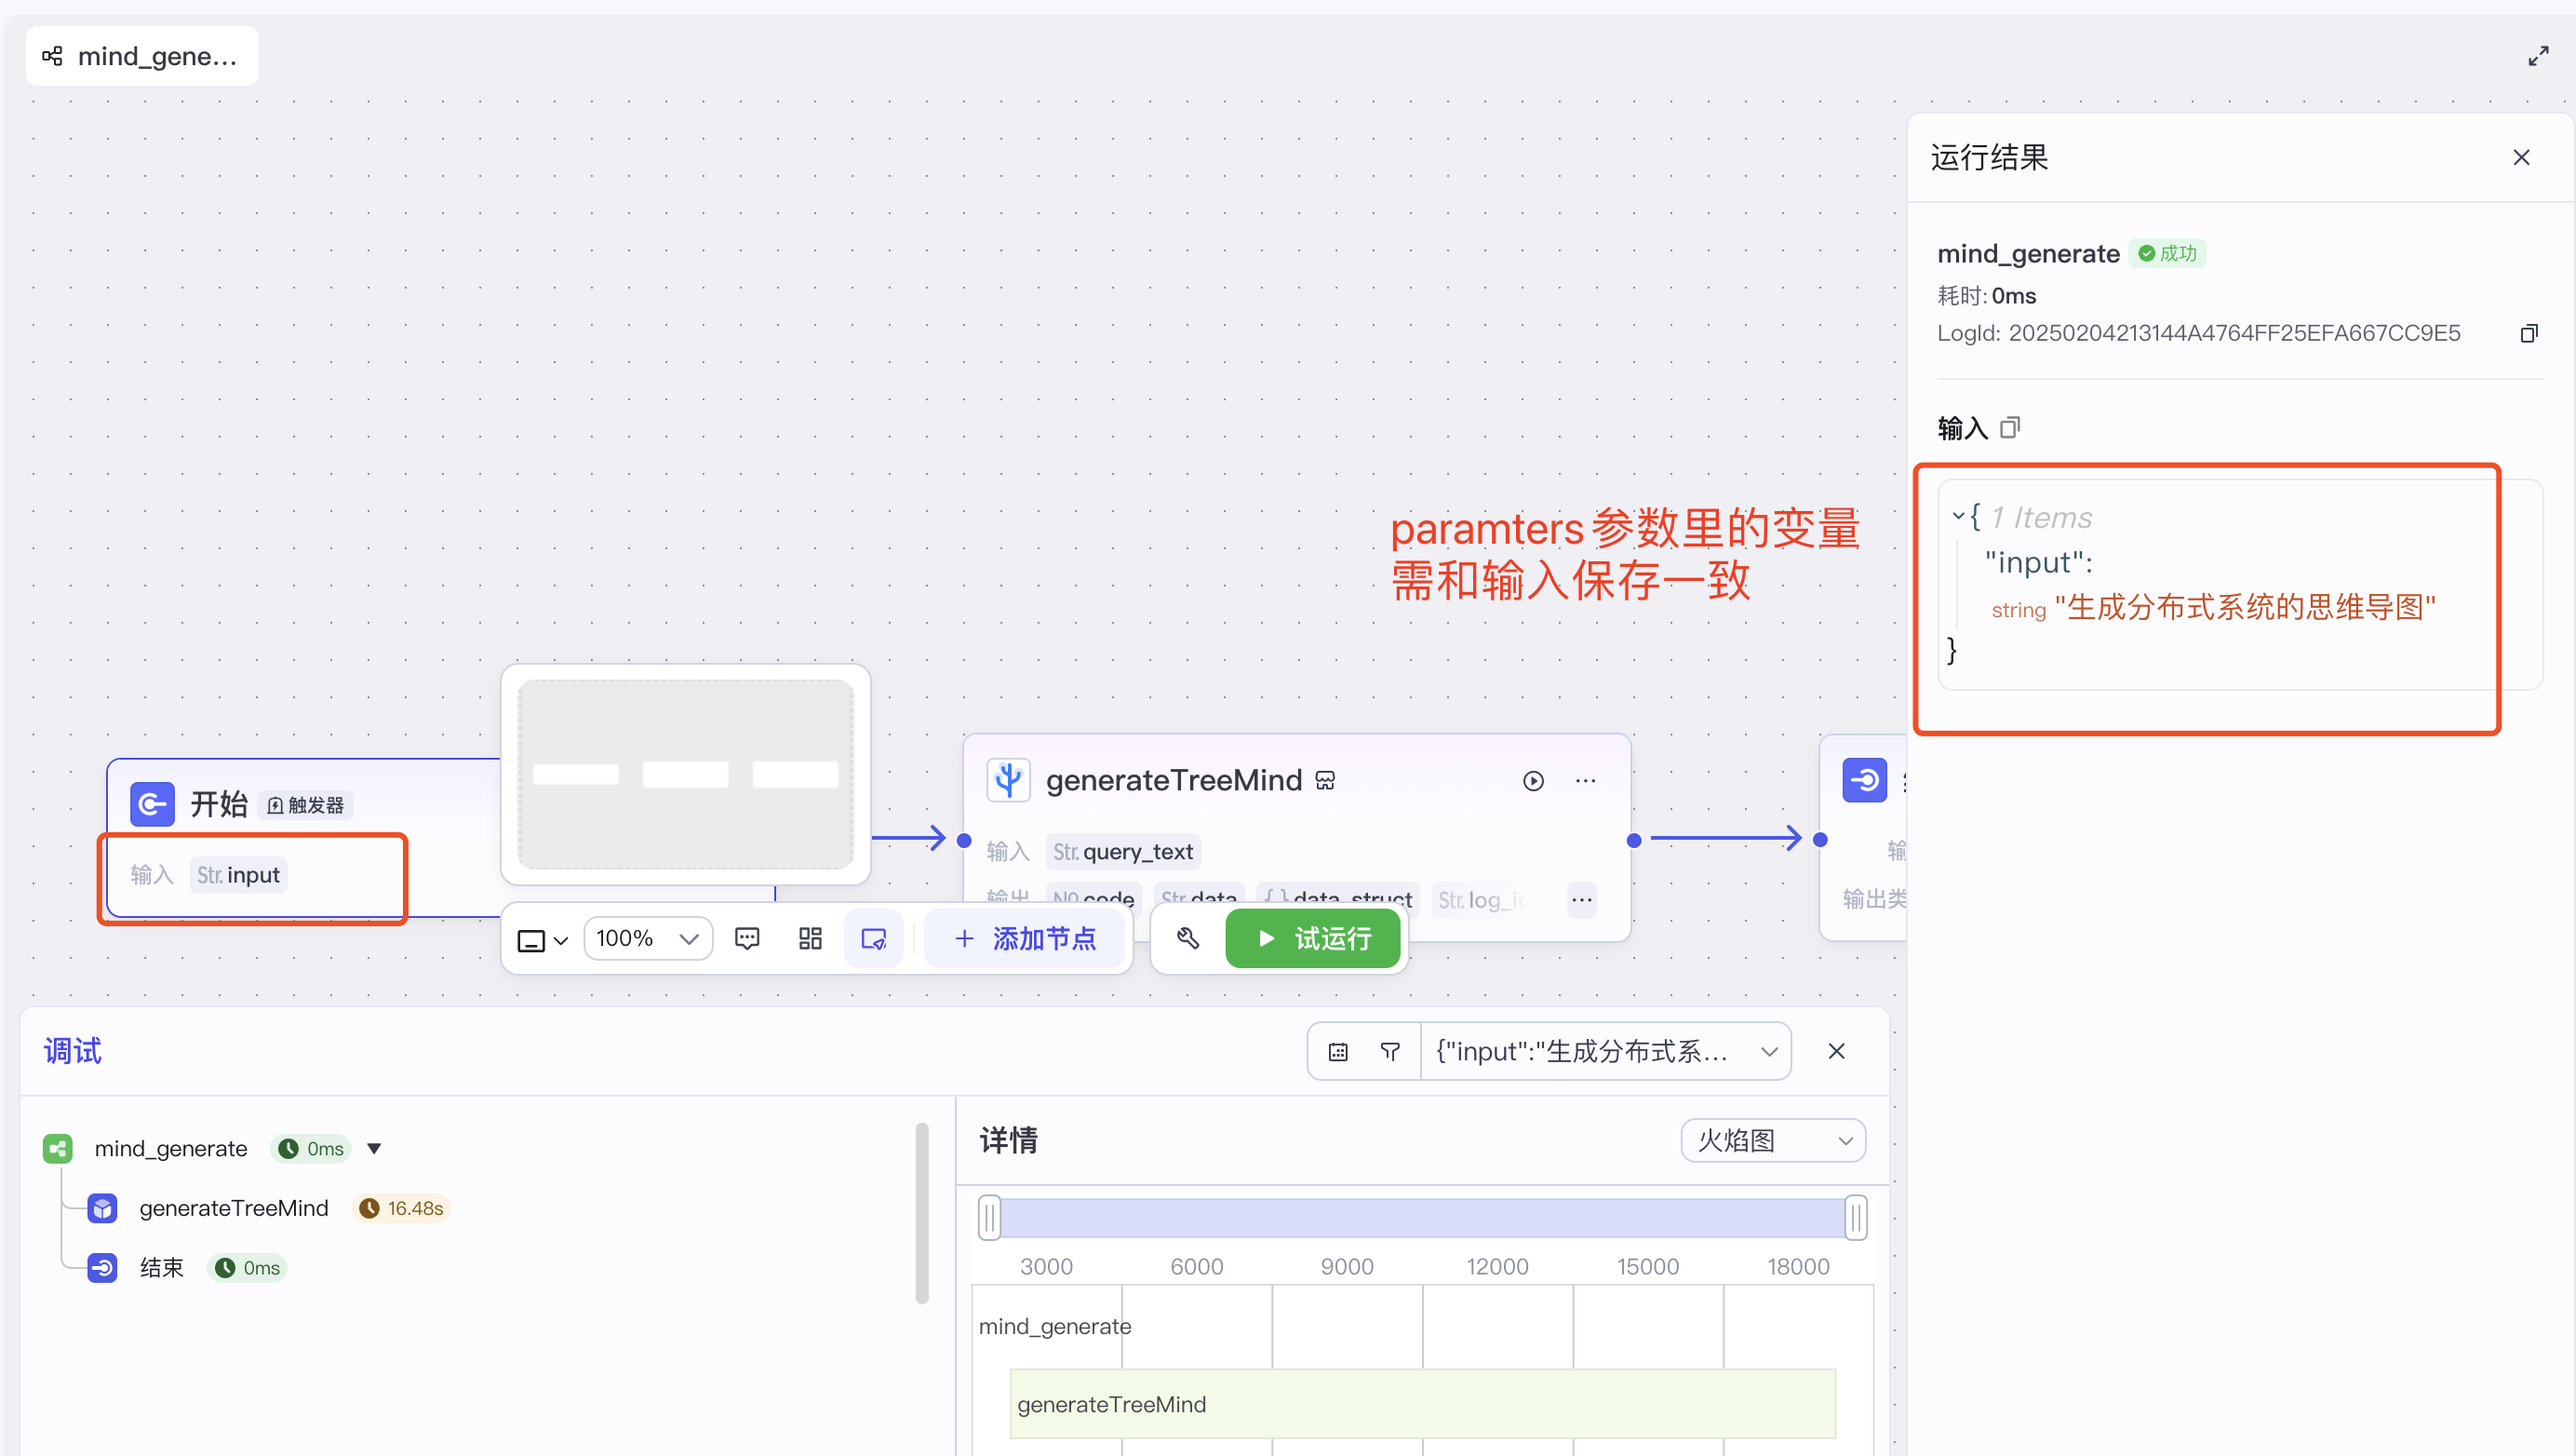 mind_gene...
运行结果
mind_generate 成功
耗时: 0ms
LogId: 20250204213144A4764FF25EFA667CC9E5
输入
{ 1 Items
"input":
string "生成分布式系统的思维导图"
}
paramters 参数里的变量
需和输入保存一致
开始 触发器
输入 Str. input
generateTreeMind
输入 Str. query_text
输出 No code Str. data { } data_struct Str. log_
输
输出类
100%
添加节点
试运行
调试
{"input":"生成分布式系...
mind_generate 0ms
generateTreeMind 16.48s
结束 0ms
详情
火焰图
3000 6000 9000 12000 15000 18000
mind_generate
generateTreeMind